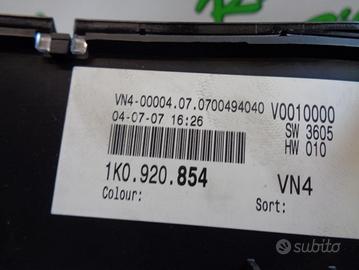 VN4-00004.07.0700494040 V0010000
04-07-07 16:26 SW 3605
HW 010
1K0.920.854 VN4
Colour: Sort:
subito